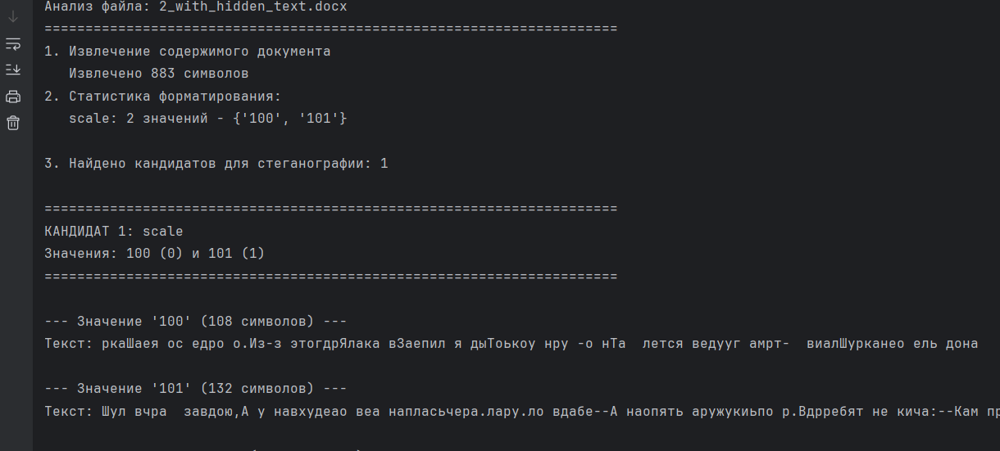 Анализ файла: 2_with_hidden_text.docx
======================================================================
1. Извлечение содержимого документа
   Извлечено 883 символов
2. Статистика форматирования:
   scale: 2 значений - {'100', '101'}
3. Найдено кандидатов для стеганографии: 1
======================================================================
КАНДИДАТ 1: scale
Значения: 100 (0) и 101 (1)
======================================================================
--- Значение '100' (108 символов) ---
Текст: ркаШаея ос едро о.Из-з этогдрЯлака вЗаепил я дыТоькоу нру -о нТа  лется ведууг амрт-  виалШурканео ель дона
--- Значение '101' (132 символов) ---
Текст: Шул вчра  завдою,А у навхудеао веа напласьчера.лару.ло вдабе--А наопять аружукиьпо р.Вдрребят не кича:--Кам пр